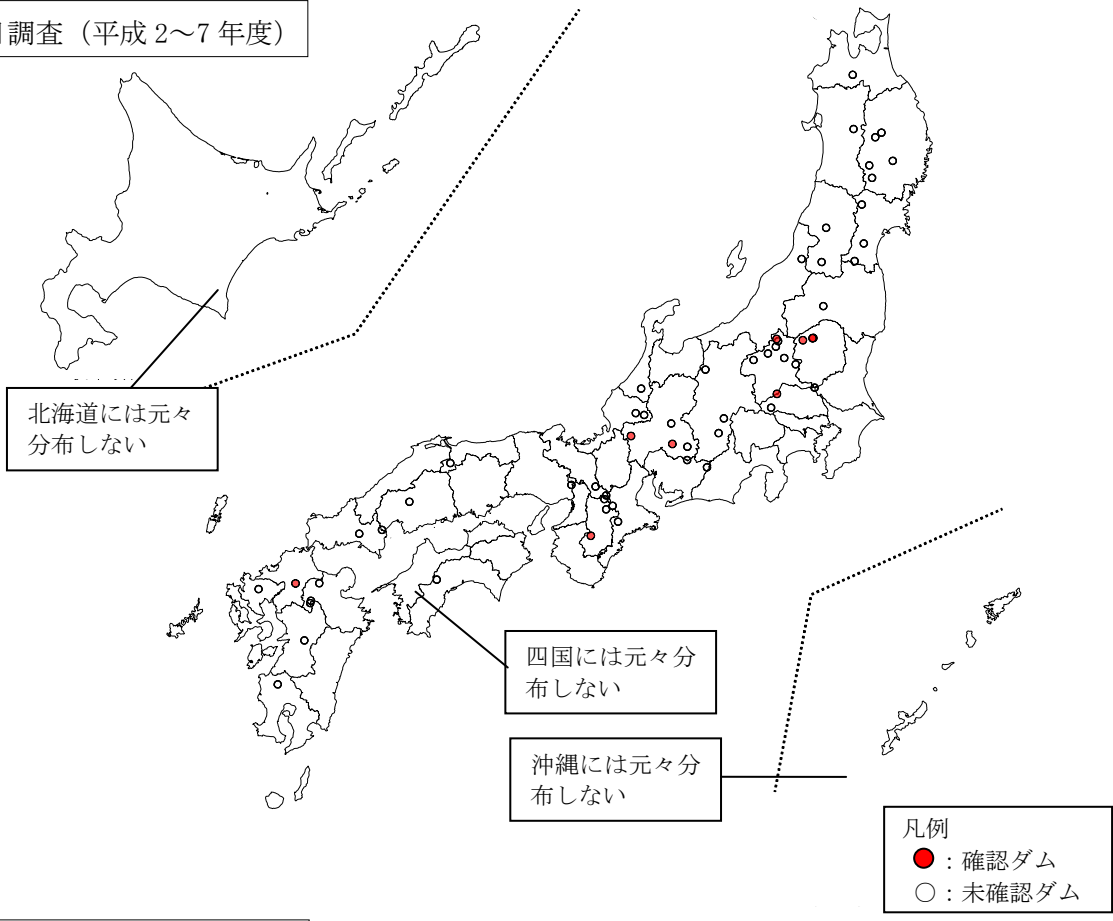 調査（平成 2～7 年度）
北海道には元々
分布しない
四国には元々分
布しない
沖縄には元々分
布しない
凡例
：確認ダム
：未確認ダム